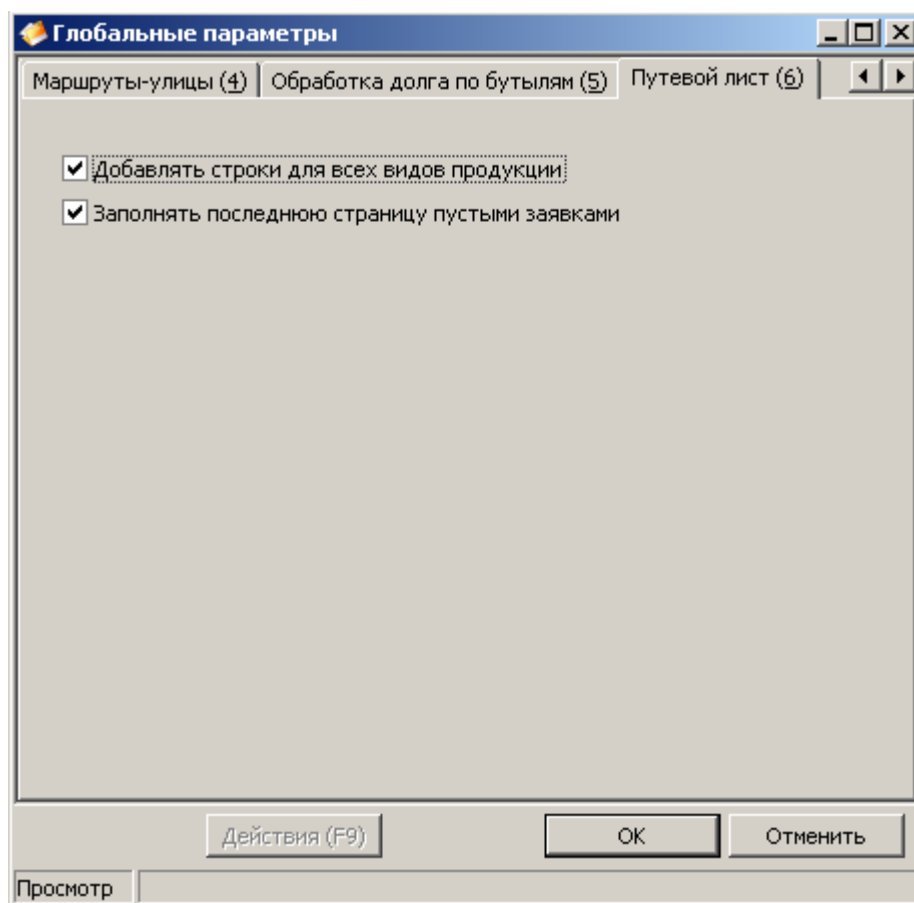 Глобальные параметры
Маршруты-улицы (4) Обработка долга по бутылям (5) Путевой лист (6)
Добавлять строки для всех видов продукции
Заполнять последнюю страницу пустыми заявками
Действия (F9) ОК Отменить
Просмотр